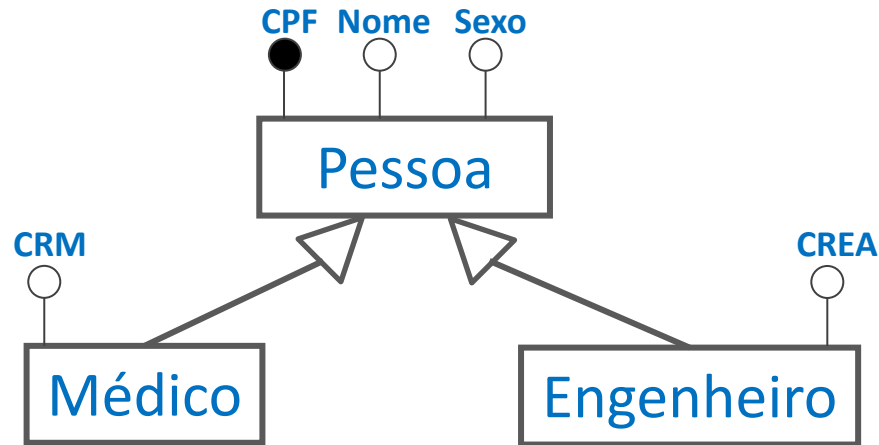 CPF Nome Sexo
Pessoa
CRM
CREA
Médico
Engenheiro